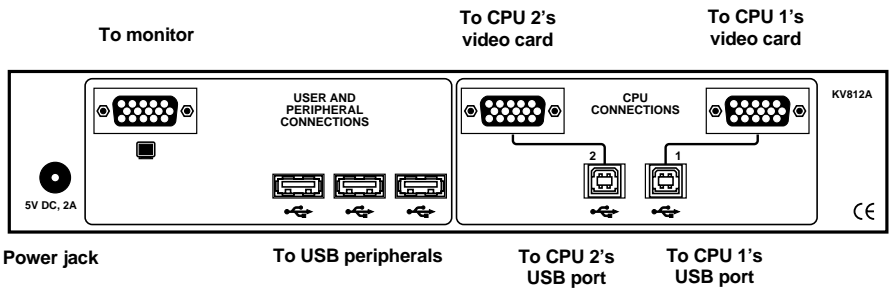 To monitor
To CPU 2’s
video card
To CPU 1’s
video card
USER AND
PERIPHERAL
CONNECTIONS
CPU
CONNECTIONS
KV812A
2
1
5V DC, 2A
CE
Power jack
To USB peripherals
To CPU 2’s
USB port
To CPU 1’s
USB port